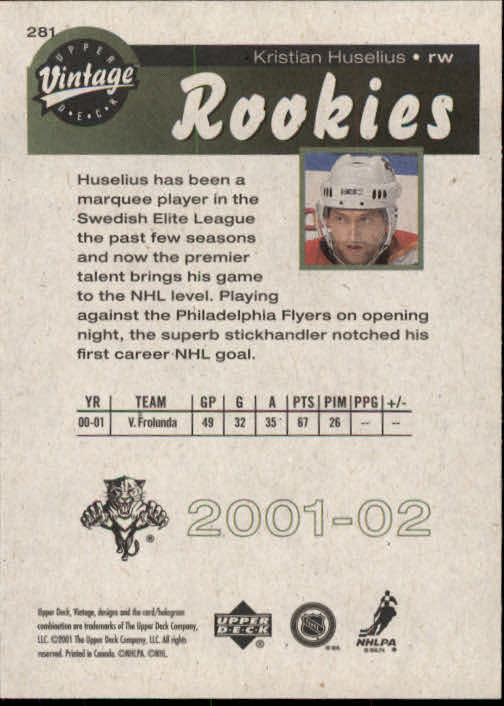 281
UPPER
Vintage
D•E•C•K
Kristian Huselius • rw
Rookies
Huselius has been a
marquee player in the
Swedish Elite League
the past few seasons
and now the premier
talent brings his game
to the NHL level. Playing
against the Philadelphia Flyers on opening
night, the superb stickhandler notched his
first career NHL goal.
YR TEAM GP G A PTS PIM PPG +/-
00-01 V. Frolunda 49 32 35 67 26 -- --
®
2001-02
Upper Deck, Vintage, designs and the card/hologram
combination are trademarks of The Upper Deck Company,
LLC. ©2001 The Upper Deck Company, LLC. All rights
reserved. Printed in Canada. ©NHLPA. ©NHL.
UPPER
D•E•C•K
®
NHL
NHLPA